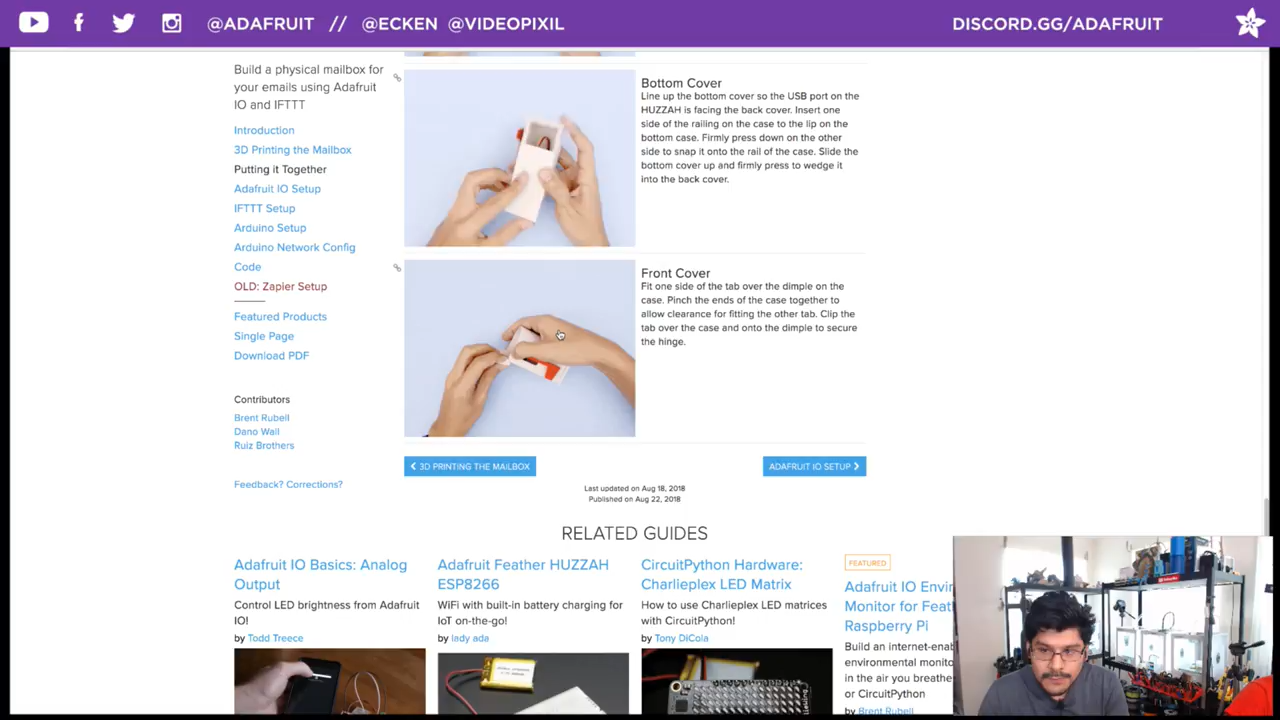 @ADAFRUIT // @ECKEN @VIDEOPIXIL
DISCORD.GG/ADAFRUIT
Build a physical mailbox for
your emails using Adafruit
IO and IFTTT
Introduction
3D Printing the Mailbox
Putting it Together
Adafruit IO Setup
IFTTT Setup
Arduino Setup
Arduino Network Config
Code
OLD: Zapier Setup
Featured Products
Single Page
Download PDF
Contributors
Brent Rubell
Dano Wall
Ruiz Brothers
Feedback? Corrections?
Bottom Cover
Line up the bottom cover so the USB port on the
HUZZAH is facing the back cover. Insert one
side of the railing on the case to the lip on the
bottom case. Firmly press down on the other
side to snap it onto the rail of the case. Slide the
bottom cover up and firmly press to wedge it
into the back cover.
Front Cover
Fit one side of the tab over the dimple on the
case. Pinch the ends of the case together to
allow clearance for fitting the other tab. Clip the
tab over the case and onto the dimple to secure
the hinge.
3D PRINTING THE MAILBOX
ADAFRUIT IO SETUP
Last updated on Aug 18, 2018
Published on Aug 22, 2018
RELATED GUIDES
Adafruit IO Basics: Analog
Output
Control LED brightness from Adafruit
IO!
by Todd Treece
Adafruit Feather HUZZAH
ESP8266
WiFi with built-in battery charging for
IoT on-the-go!
by lady ada
CircuitPython Hardware:
Charlieplex LED Matrix
How to use Charlieplex LED matrices
with CircuitPython!
by Tony DiCola
FEATURED
Adafruit IO Envi
Monitor for Feat
Raspberry Pi
Build an internet-enab
environmental monito
in the air you breathe
or CircuitPython
by Brent Rubell